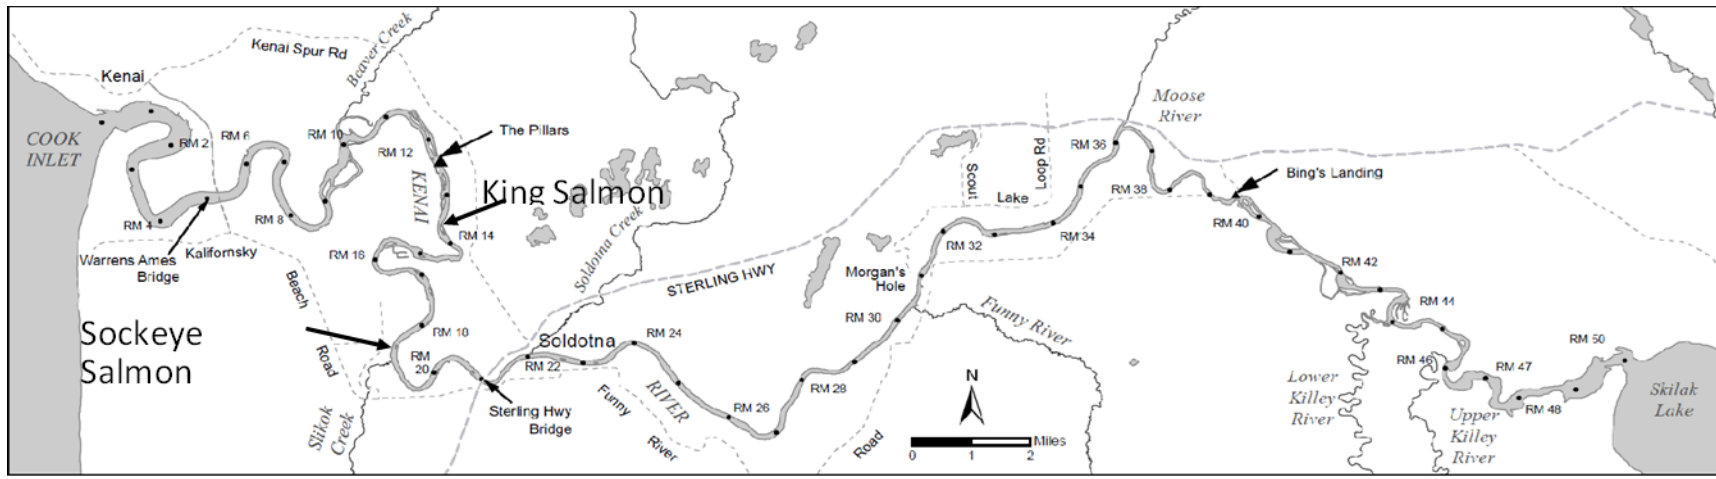 Kenai
Kenai Spur Rd
Beaver Creek
COOK
INLET
RM 2
RM 4
RM 6
RM 8
RM 10
RM 12
The Pillars
KENAI
King Salmon
RM 14
RM 16
Warrens Ames
Bridge
Kalifornsky
Beach
Road
Sockeye
Salmon
RM 10
RM
20
Slikok
Creek
Sterling Hwy
Bridge
Soldotna Creek
Soldotna
RM 22
RM 24
RIVER
RM 26
Funny
River
Road
RM 28
RM 30
STERLING HWY
Morgan's
Hole
Funny River
RM 32
Scout
Lake
Loop Rd
RM 34
RM 36
Moose
River
RM 38
Bing's Landing
RM 40
RM 42
RM 44
RM 46
RM 47
RM 48
RM 50
Lower
Killey
River
Upper
Killey
River
Skilak
Lake
N
Miles
0 1 2